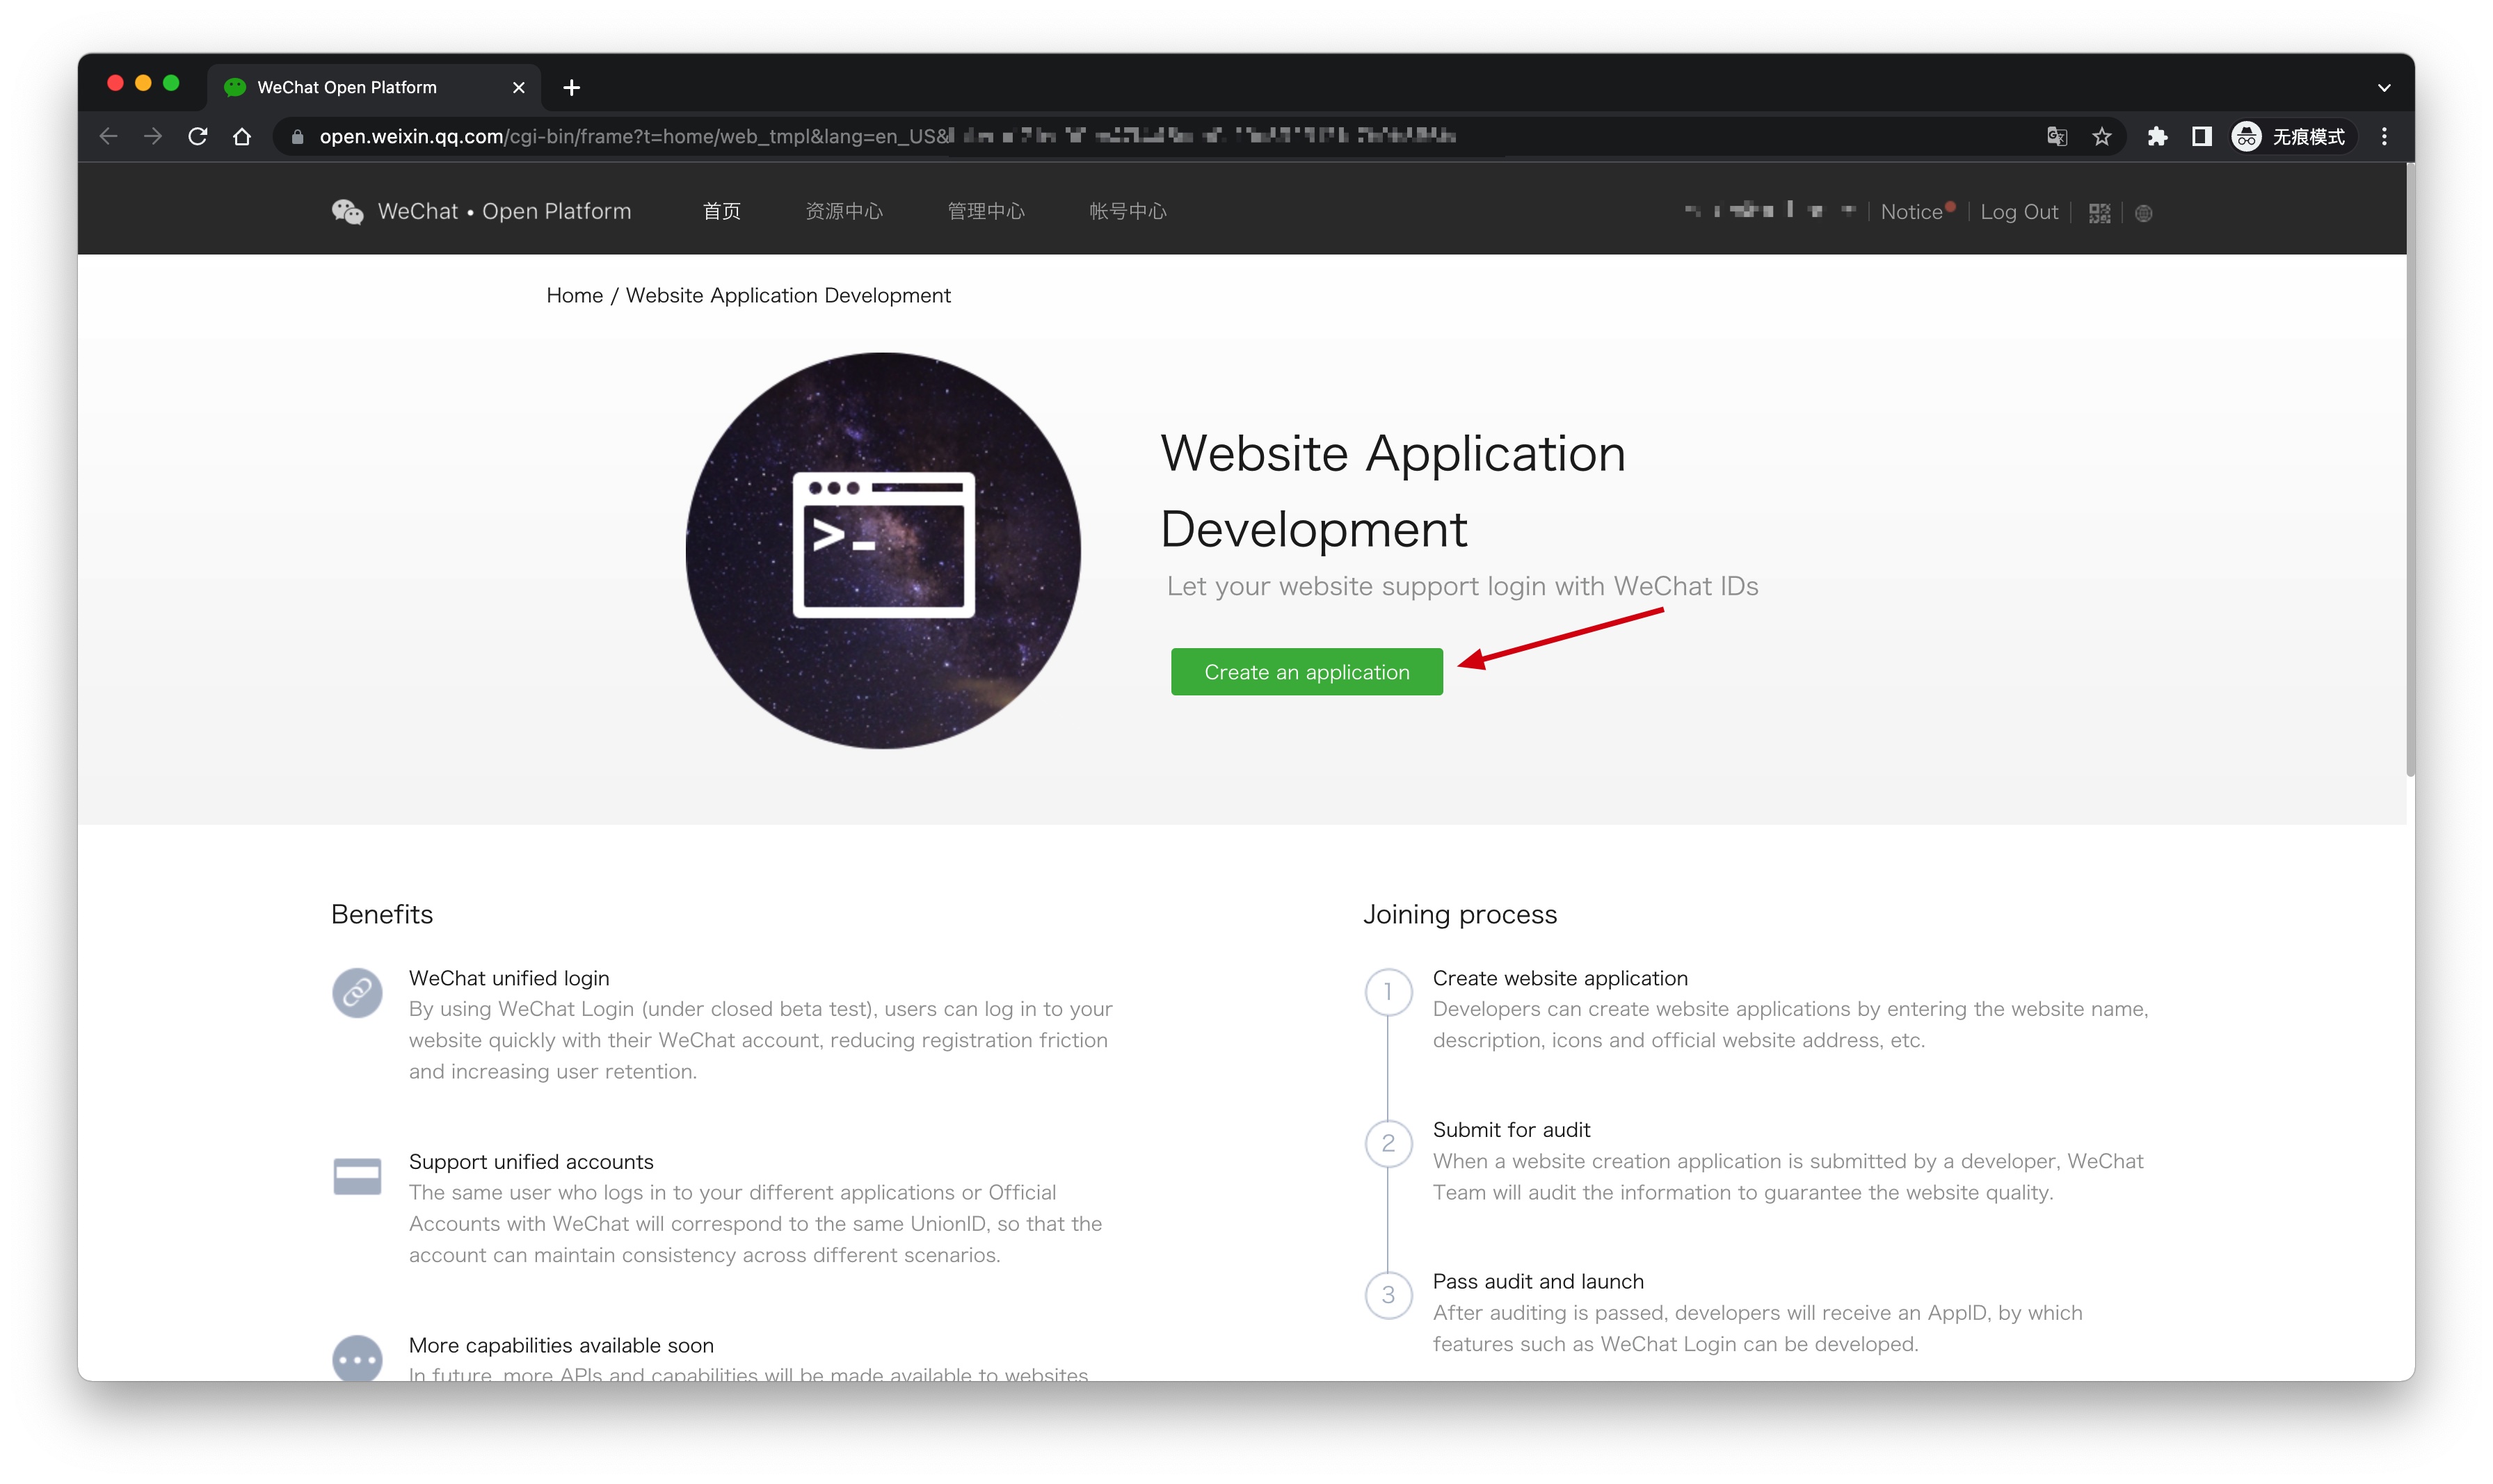 WeChat Open Platform
open.weixin.qq.com/cgi-bin/frame?t=home/web_tmpl&lang=en_US&
无痕模式
WeChat • Open Platform
首页
资源中心
管理中心
帐号中心
Notice
Log Out
Home / Website Application Development
>_
Website Application
Development
Let your website support login with WeChat IDs
Create an application
Benefits
WeChat unified login
By using WeChat Login (under closed beta test), users can log in to your
website quickly with their WeChat account, reducing registration friction
and increasing user retention.
Support unified accounts
The same user who logs in to your different applications or Official
Accounts with WeChat will correspond to the same UnionID, so that the
account can maintain consistency across different scenarios.
More capabilities available soon
In future, more APIs and capabilities will be made available to websites
Joining process
1
Create website application
Developers can create website applications by entering the website name,
description, icons and official website address, etc.
2
Submit for audit
When a website creation application is submitted by a developer, WeChat
Team will audit the information to guarantee the website quality.
3
Pass audit and launch
After auditing is passed, developers will receive an AppID, by which
features such as WeChat Login can be developed.